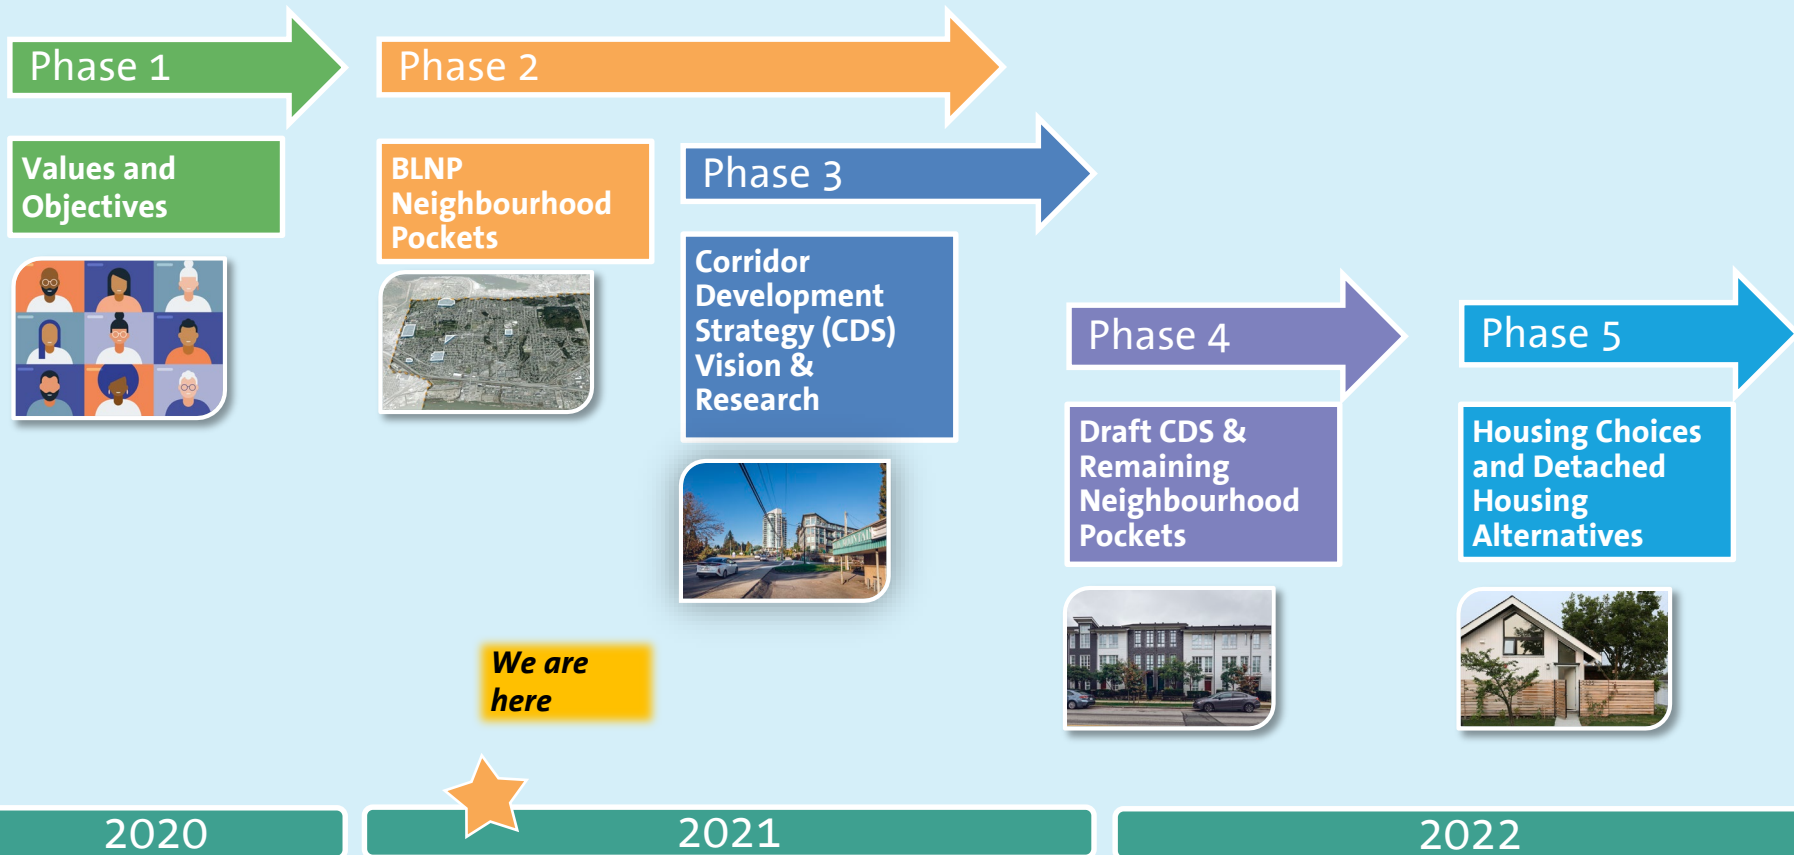 Phase 1
Values and
Objectives
Phase 2
BLNP
Neighbourhood
Pockets
Phase 3
Corridor
Development
Strategy (CDS)
Vision &
Research
Phase 4
Draft CDS &
Remaining
Neighbourhood
Pockets
Phase 5
Housing Choices
and Detached
Housing
Alternatives
We are
here
2020
2021
2022